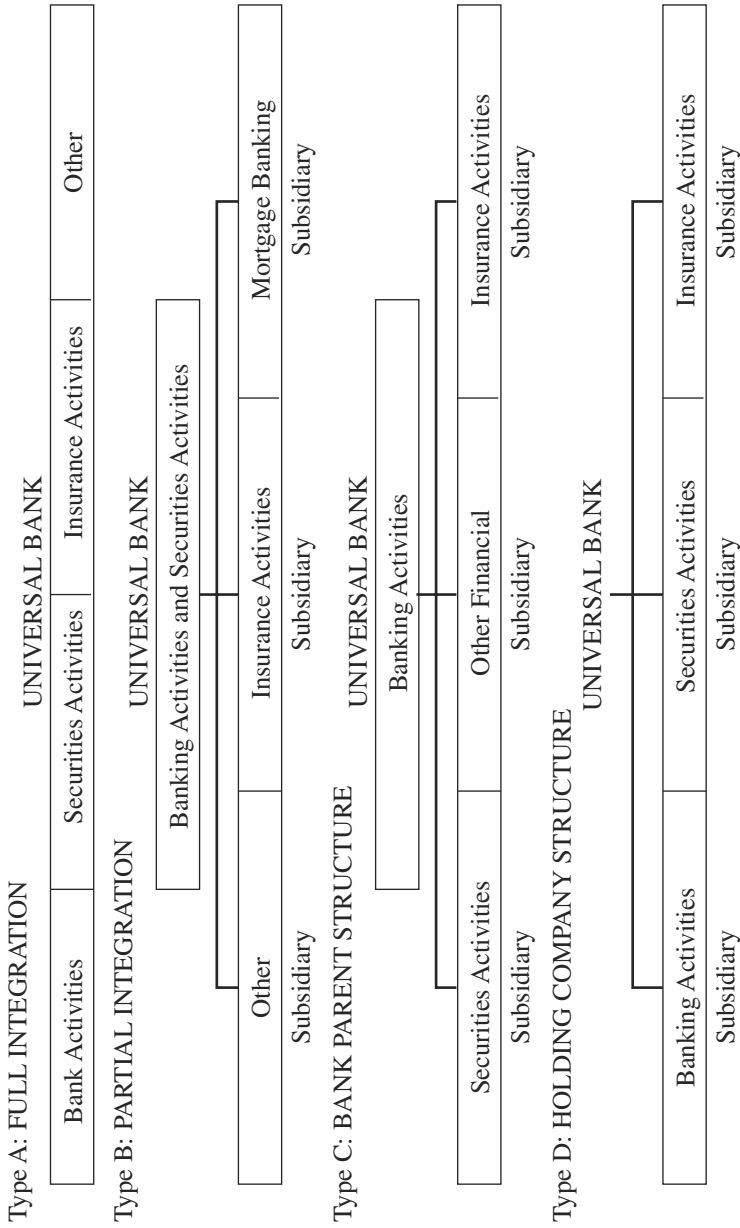 Type A: FULL INTEGRATION
UNIVERSAL BANK
Bank Activities Securities Activities Insurance Activities Other
Type B: PARTIAL INTEGRATION
UNIVERSAL BANK
Banking Activities and Securities Activities
Other Insurance Activities Mortgage Banking
Subsidiary Subsidiary Subsidiary
Type C: BANK PARENT STRUCTURE
UNIVERSAL BANK
Banking Activities
Securities Activities Other Financial Insurance Activities
Subsidiary Subsidiary Subsidiary
Type D: HOLDING COMPANY STRUCTURE
UNIVERSAL BANK
Banking Activities Securities Activities Insurance Activities
Subsidiary Subsidiary Subsidiary